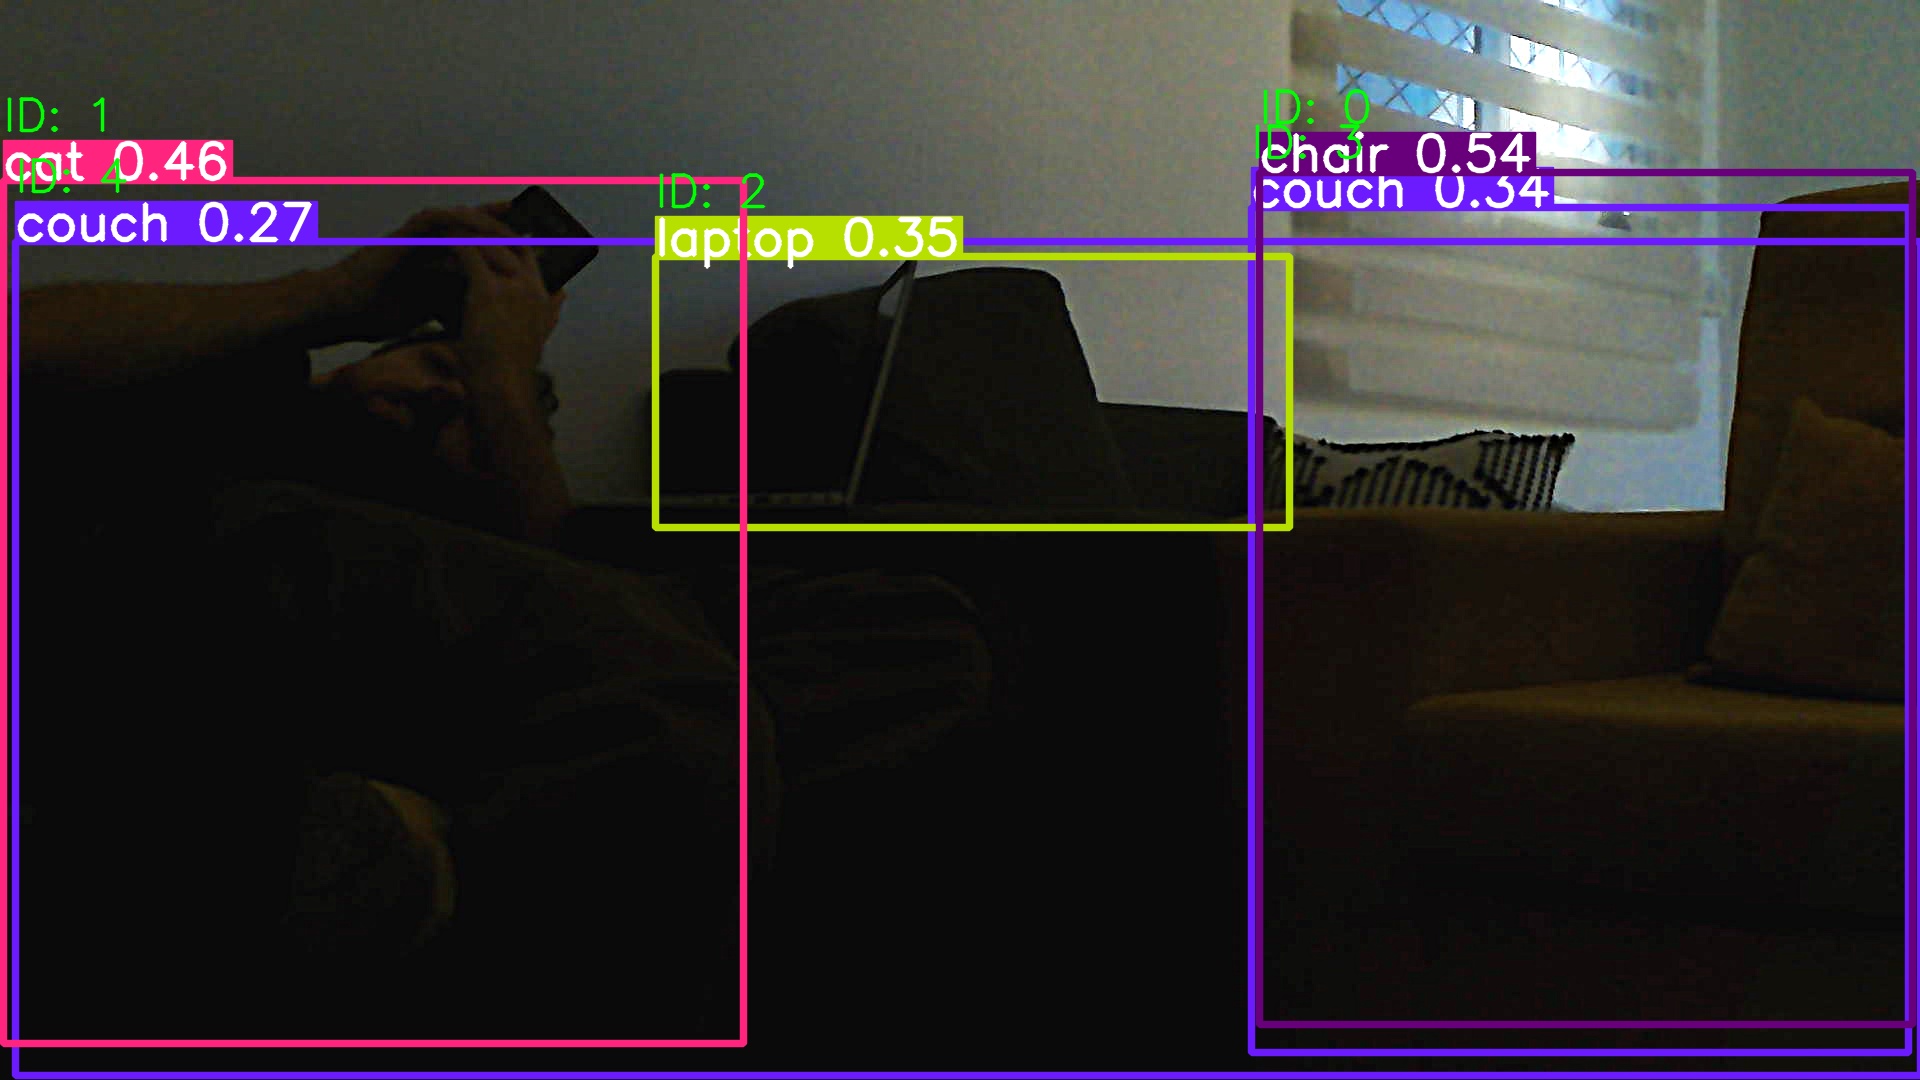 ID: 1
cat 0.46
ID: 4
couch 0.27
ID: 2
laptop 0.35
ID: 0
ID: 3
chair 0.54
couch 0.34